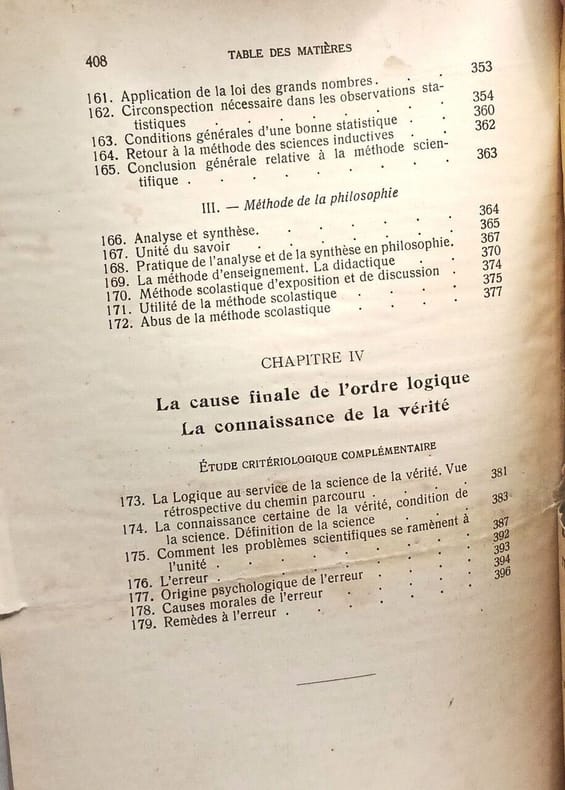 408
TABLE DES MATIÈRES
161. Application de la loi des grands nombres . . . 353
162. Circonspection nécessaire dans les observations sta-
tistiques . . . . . . . 354
163. Conditions générales d'une bonne statistique . . 360
164. Retour à la méthode des sciences inductives . . 362
165. Conclusion générale relative à la méthode scien-
tifique . . . . . . . . 363
III. — Méthode de la philosophie
166. Analyse et synthèse. . . . . . . 364
167. Unité du savoir . . . . . . . 365
168. Pratique de l'analyse et de la synthèse en philosophie. 367
169. La méthode d'enseignement. La didactique . . 370
170. Méthode scolastique d'exposition et de discussion . 374
171. Utilité de la méthode scolastique . . . . 375
172. Abus de la méthode scolastique . . . . 377
CHAPITRE IV
La cause finale de l'ordre logique
La connaissance de la vérité
ÉTUDE CRITÉRIOLOGIQUE COMPLÉMENTAIRE
173. La Logique au service de la science de la vérité. Vue
rétrospective du chemin parcouru . . . . 381
174. La connaissance certaine de la vérité, condition de
la science. Définition de la science . . . 383
175. Comment les problèmes scientifiques se ramènent à
l'unité . . . . . . . . 387
176. L'erreur . . . . . . . . 392
177. Origine psychologique de l'erreur . . . . 393
178. Causes morales de l'erreur . . . . . 394
179. Remèdes à l'erreur . . . . . . 396